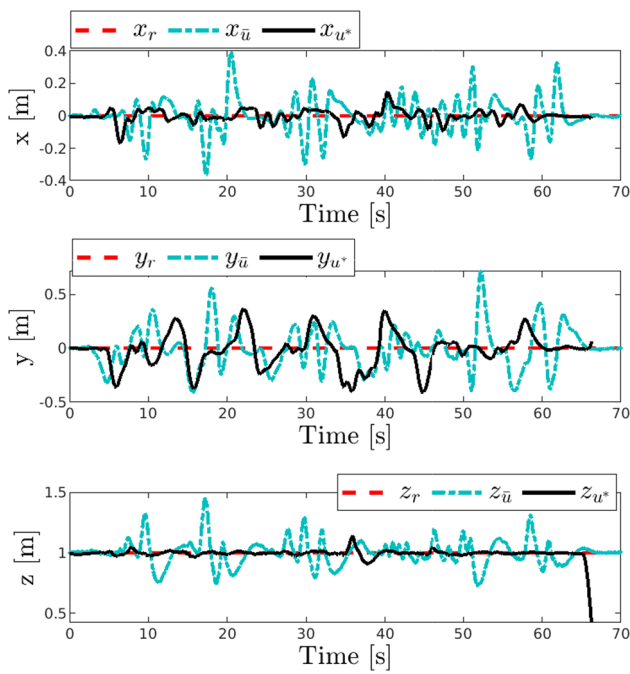 x_r x_ū x_u*
0.4
0.2
0
-0.2
-0.4
x [m]
0 10 20 30 40 50 60 70
Time [s]
y_r y_ū y_u*
0.5
0
-0.5
y [m]
0 10 20 30 40 50 60 70
Time [s]
z_r z_ū z_u*
1.5
1
0.5
z [m]
0 10 20 30 40 50 60 70
Time [s]